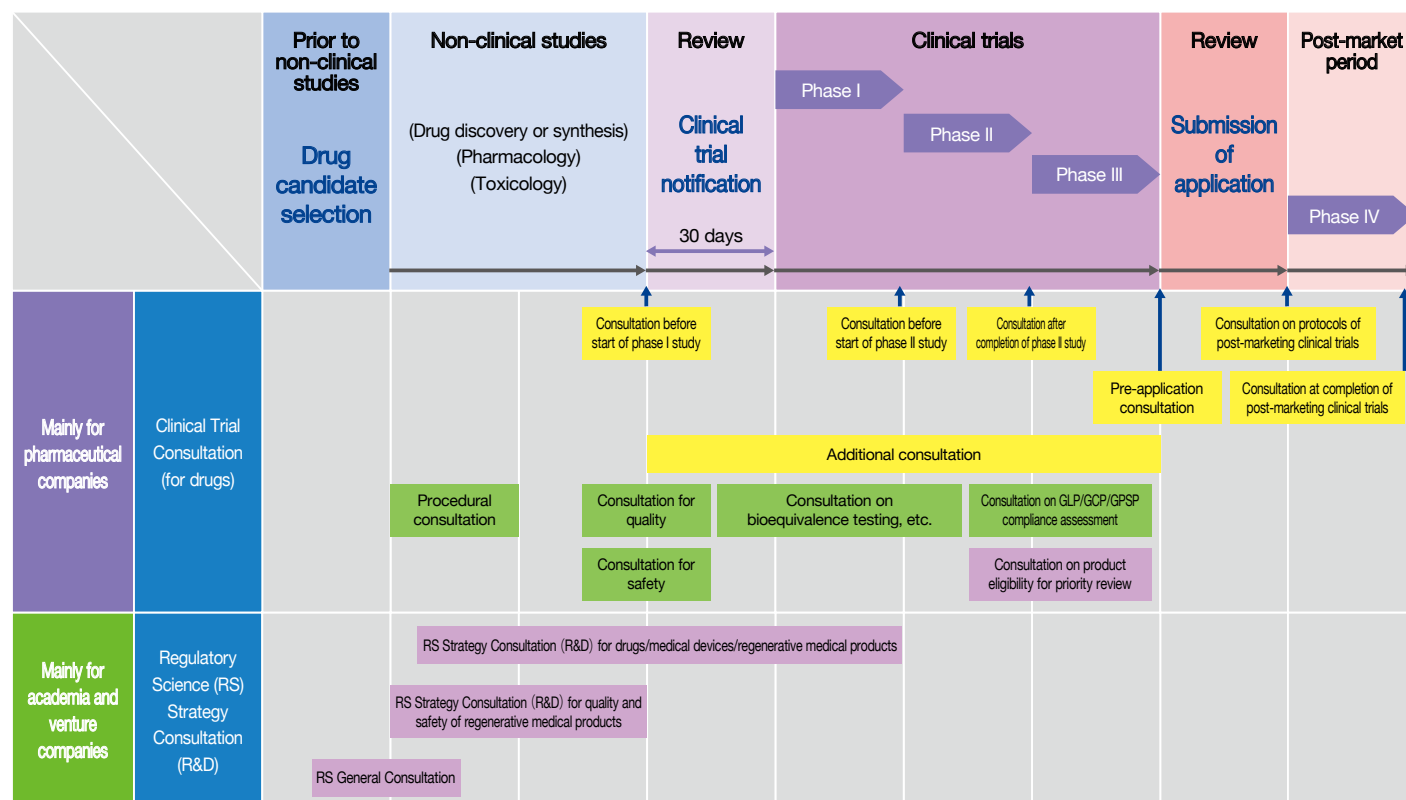 Prior to
non-clinical
studies
Drug
candidate
selection
Non-clinical studies
(Drug discovery or synthesis)
(Pharmacology)
(Toxicology)
Review
Clinical
trial
notification
30 days
Clinical trials
Phase I
Phase II
Phase III
Review
Submission
of
application
Post-market
period
Phase IV
Mainly for
pharmaceutical
companies
Clinical Trial
Consultation
(for drugs)
Consultation before
start of phase I study
Consultation before
start of phase II study
Consultation after
completion of phase II study
Consultation on protocols of
post-marketing clinical trials
Pre-application
consultation
Consultation at completion of
post-marketing clinical trials
Additional consultation
Procedural
consultation
Consultation for
quality
Consultation on
bioequivalence testing, etc.
Consultation on GLP/GCP/GPSP
compliance assessment
Consultation for
safety
Consultation on product
eligibility for priority review
Mainly for
academia and
venture
companies
Regulatory
Science (RS)
Strategy
Consultation
(R&D)
RS Strategy Consultation (R&D) for drugs/medical devices/regenerative medical products
RS Strategy Consultation (R&D) for quality and
safety of regenerative medical products
RS General Consultation